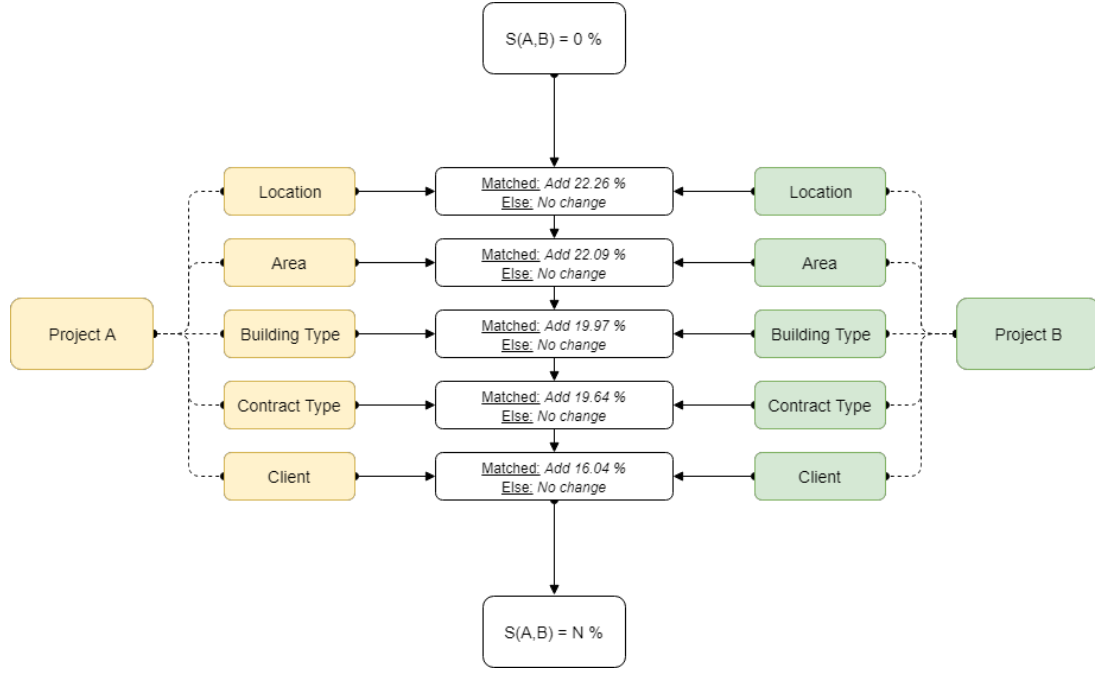 S(A,B) = 0 %
Location
Matched: Add 22.26 %
Else: No change
Location
Area
Matched: Add 22.09 %
Else: No change
Area
Project A
Building Type
Matched: Add 19.97 %
Else: No change
Building Type
Project B
Contract Type
Matched: Add 19.64 %
Else: No change
Contract Type
Client
Matched: Add 16.04 %
Else: No change
Client
S(A,B) = N %